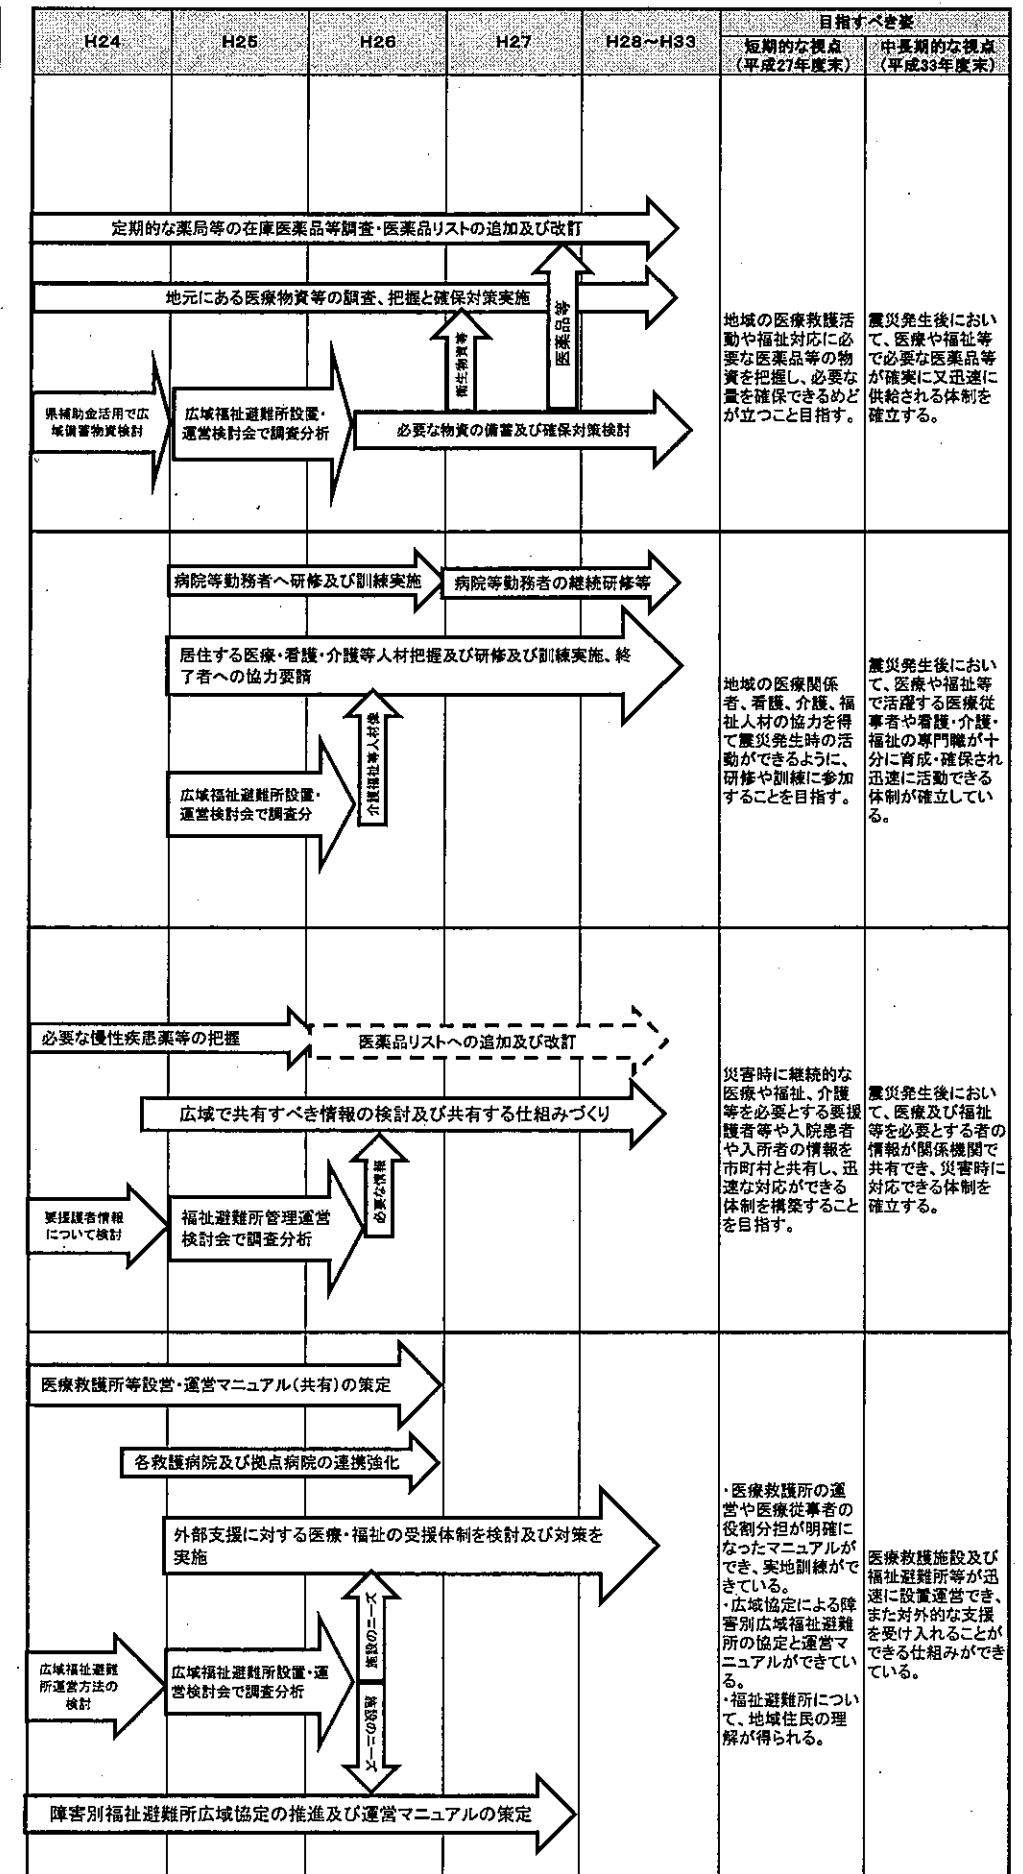 H24
H25
H26
H27
H28～H33
目指すべき姿
短期的な視点
（平成27年度末）
中長期的な視点
（平成33年度末）
定期的な薬局等の在庫医薬品等調査・医薬品リストの追加及び改訂
地元にある医療物資等の調査、把握と確保対策実施
衛生物資等
医薬品等
県補助金活用で広
域備蓄物資検討
広域福祉避難所設置・
運営検討会で調査分析
必要な物資の備蓄及び確保対策検討
地域の医療救護活
動や福祉対応に必
要な医薬品等の物
資を把握し、必要な
量を確保できるめど
が立つこと目指す。
震災発生後におい
て、医療や福祉等
で必要な医薬品等
が確実に又迅速に
供給される体制を
確立する。
病院等勤務者へ研修及び訓練実施
病院等勤務者の継続研修等
居住する医療・看護・介護等人材把握及び研修及び訓練実施、終
了者への協力要請
介護福祉等人材後
広域福祉避難所設置・
運営検討会で調査分
地域の医療関係
者、看護、介護、福
祉人材の協力を得
て震災発生時の活
動ができるように、
研修や訓練に参加
することを目指す。
震災発生後におい
て、医療や福祉等
で活躍する医療従
事者や看護・介護・
福祉の専門職が十
分に育成・確保され
迅速に活動できる
体制が確立してい
る。
必要な慢性疾患薬等の把握
医薬品リストへの追加及び改訂
広域で共有すべき情報の検討及び共有する仕組みづくり
必要な情報
要援護者情報
について検討
福祉避難所管理運営
検討会で調査分析
災害時に継続的な
医療や福祉、介護
等を必要とする要援
護者等や入院患者
や入所者の情報を
市町村と共有し、迅
速な対応ができる
体制を構築すること
を目指す。
震災発生後におい
て、医療及び福祉
等を必要とする者の
情報が関係機関で
共有でき、災害時に
対応できる体制を
確立する。
医療救護所等設営・運営マニュアル（共有）の策定
各救護病院及び拠点病院の連携強化
外部支援に対する医療・福祉の受援体制を検討及び対策を
実施
施設のニーズ
広域福祉避難
所運営方法の
検討
広域福祉避難所設置・運
営検討会で調査分析
施設のニーズ
障害別福祉避難所広域協定の推進及び運営マニュアルの策定
・医療救護所の運
営や医療従事者の
役割分担が明確に
なったマニュアルが
でき、実地訓練がで
きている。
・広域協定による障
害別広域福祉避難
所の協定と運営マ
ニュアルができてい
る。
・福祉避難所につい
て、地域住民の理
解が得られる。
医療救護施設及び
福祉避難所等が迅
速に設置運営でき、
また対外的な支援
を受け入れることが
できる仕組みができ
ている。